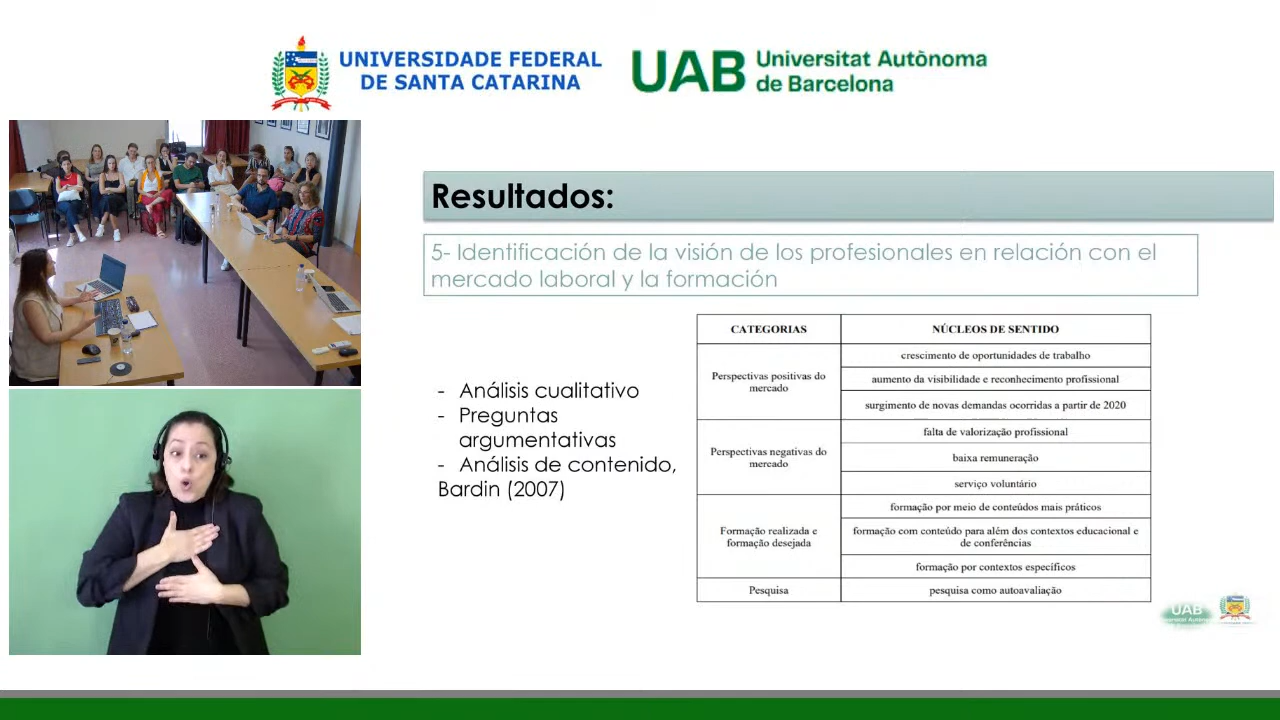 UNIVERSIDADE FEDERAL
DE SANTA CATARINA
UAB
Universitat Autònoma
de Barcelona
Resultados:
5- Identificación de la visión de los profesionales en relación con el
mercado laboral y la formación
- Análisis cualitativo
- Preguntas
argumentativas
- Análisis de contenido,
Bardin (2007)
CATEGORIAS
NÚCLEOS DE SENTIDO
Perspectivas positivas do
mercado
crescimento de oportunidades de trabalho
aumento da visibilidade e reconhecimento profissional
surgimento de novas demandas ocorridas a partir de 2020
Perspectivas negativas do
mercado
falta de valorização profissional
baixa remuneração
serviço voluntário
Formação realizada e
formação desejada
formação por meio de conteúdos mais práticos
formação com conteúdo para além dos contextos educacional e
de conferências
formação por contextos específicos
Pesquisa
pesquisa como autoavaliação
UAB